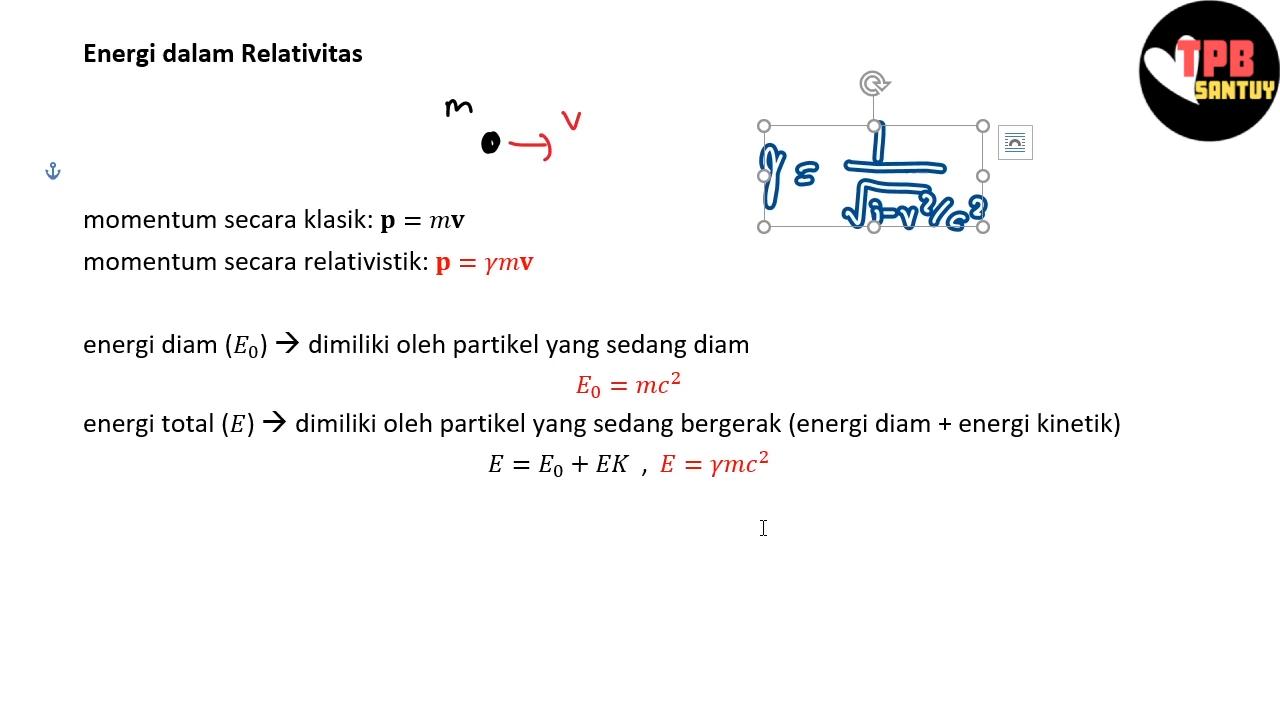 Energi dalam Relativitas
TPB
SANTUY
m
v
γ = 1/√1-v²/c²
momentum secara klasik: p = mv
momentum secara relativistik: p = γmv
energi diam (E₀) → dimiliki oleh partikel yang sedang diam
E₀ = mc²
energi total (E) → dimiliki oleh partikel yang sedang bergerak (energi diam + energi kinetik)
E = E₀ + EK , E = γmc²